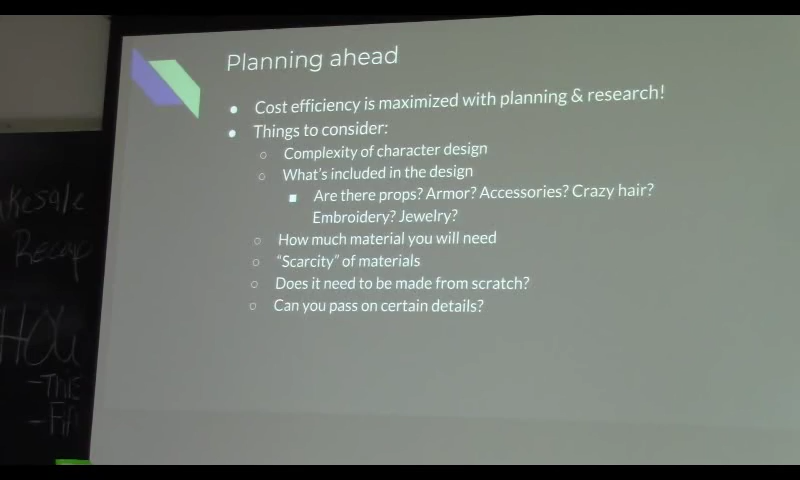 Planning ahead
● Cost efficiency is maximized with planning & research!
● Things to consider:
○ Complexity of character design
○ What's included in the design
■ Are there props? Armor? Accessories? Crazy hair?
Embroidery? Jewelry?
○ How much material you will need
○ "Scarcity" of materials
○ Does it need to be made from scratch?
○ Can you pass on certain details?
Recap